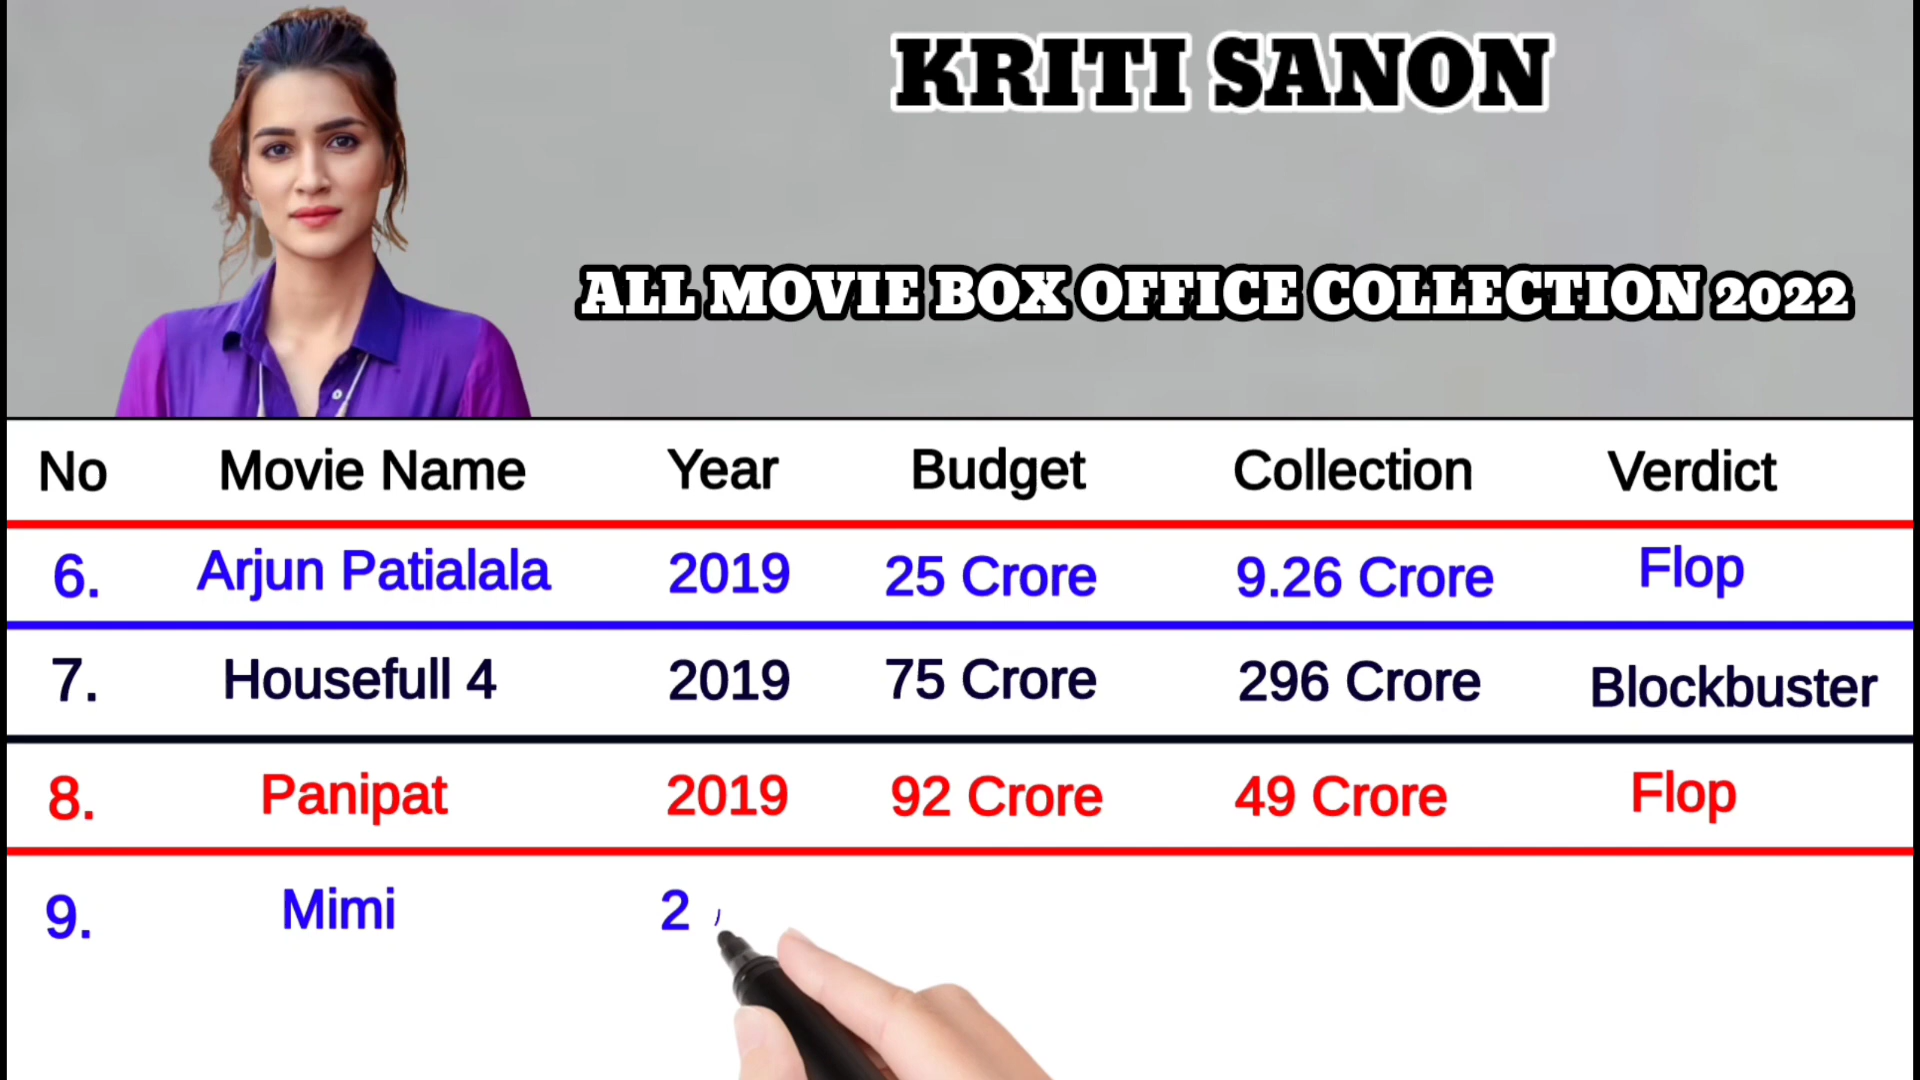 KRITI SANON
ALL MOVIE BOX OFFICE COLLECTION 2022
No Movie Name Year Budget Collection Verdict
6. Arjun Patialala 2019 25 Crore 9.26 Crore Flop
7. Housefull 4 2019 75 Crore 296 Crore Blockbuster
8. Panipat 2019 92 Crore 49 Crore Flop
9. Mimi 2